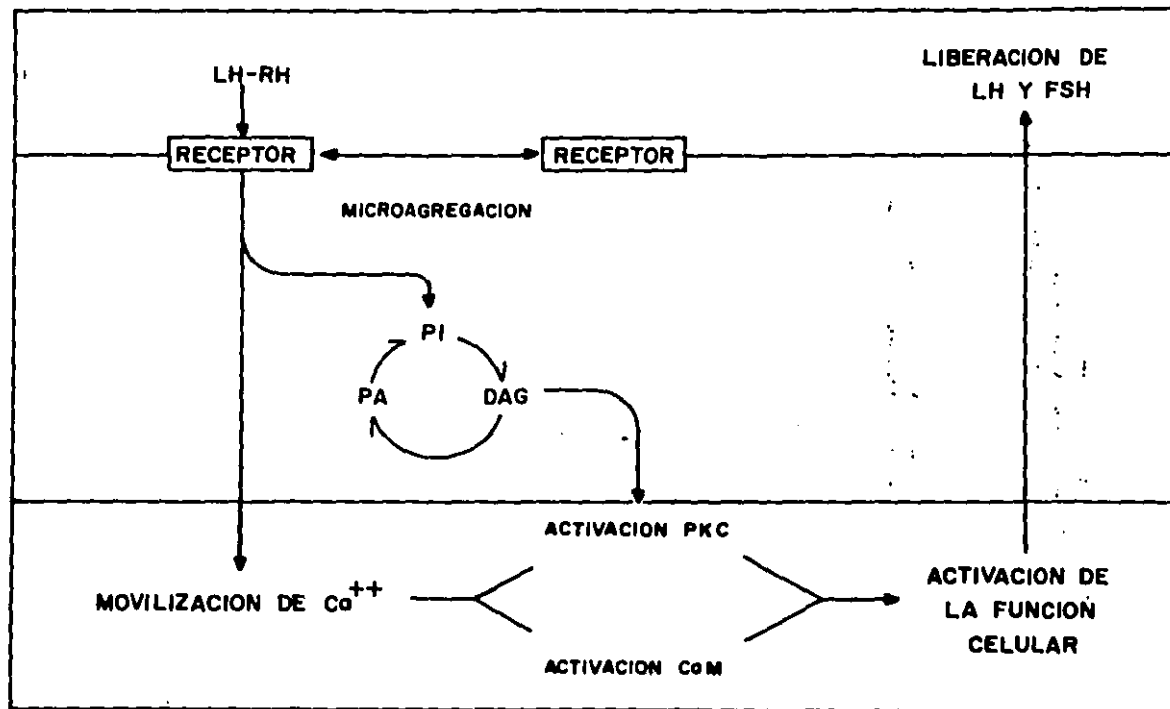 LH-RH
LIBERACION DE
LH Y FSH
RECEPTOR
RECEPTOR
MICROAGREGACION
PI
PA
DAG
ACTIVACION PKC
MOVILIZACION DE Ca++
ACTIVACION CaM
ACTIVACION DE
LA FUNCION
CELULAR